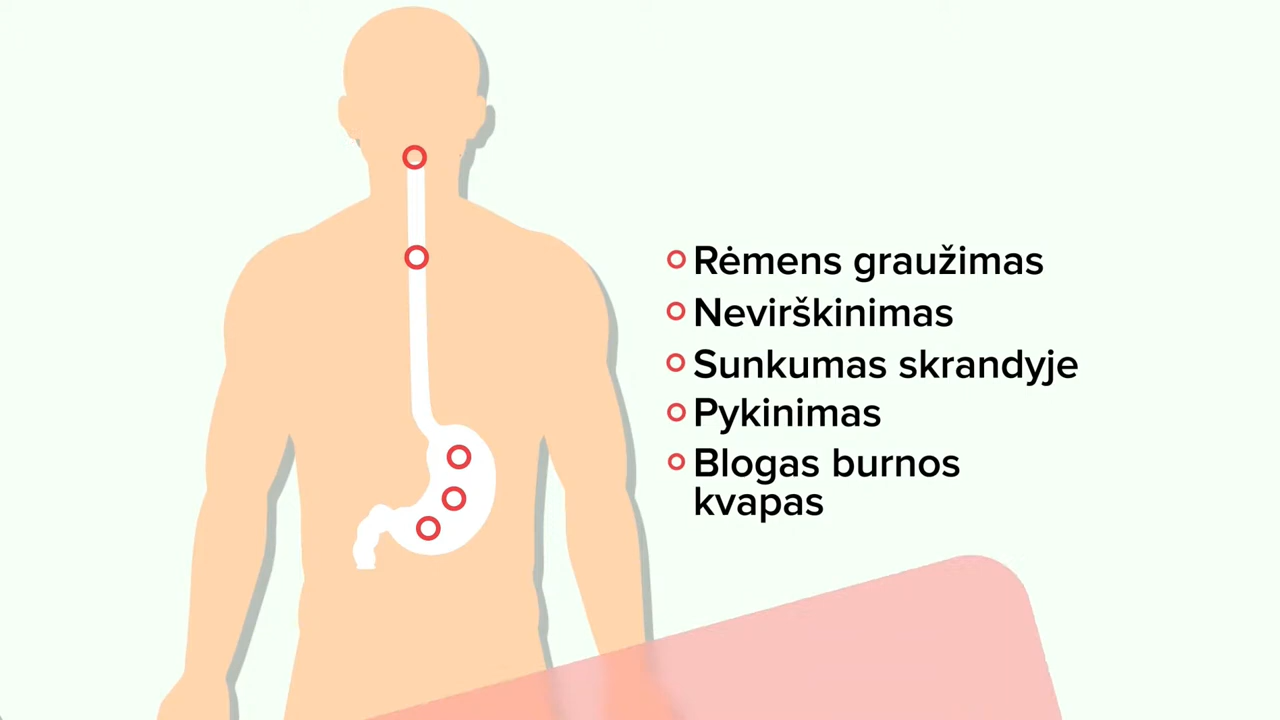 Rėmens graužimas
Nevirškinimas
Sunkumas skrandyje
Pykinimas
Blogas burnos
kvapas